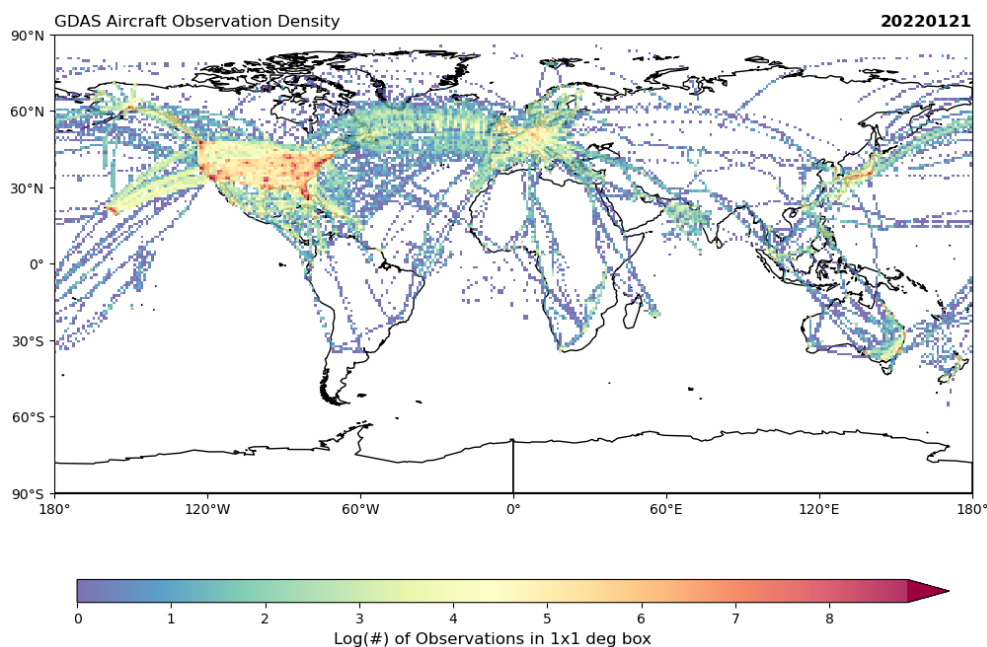 GDAS Aircraft Observation Density 20220121
90°N
60°N
30°N
0°
30°S
60°S
90°S
180° 120°W 60°W 0° 60°E 120°E 180°
0 1 2 3 4 5 6 7 8
Log(#) of Observations in 1x1 deg box